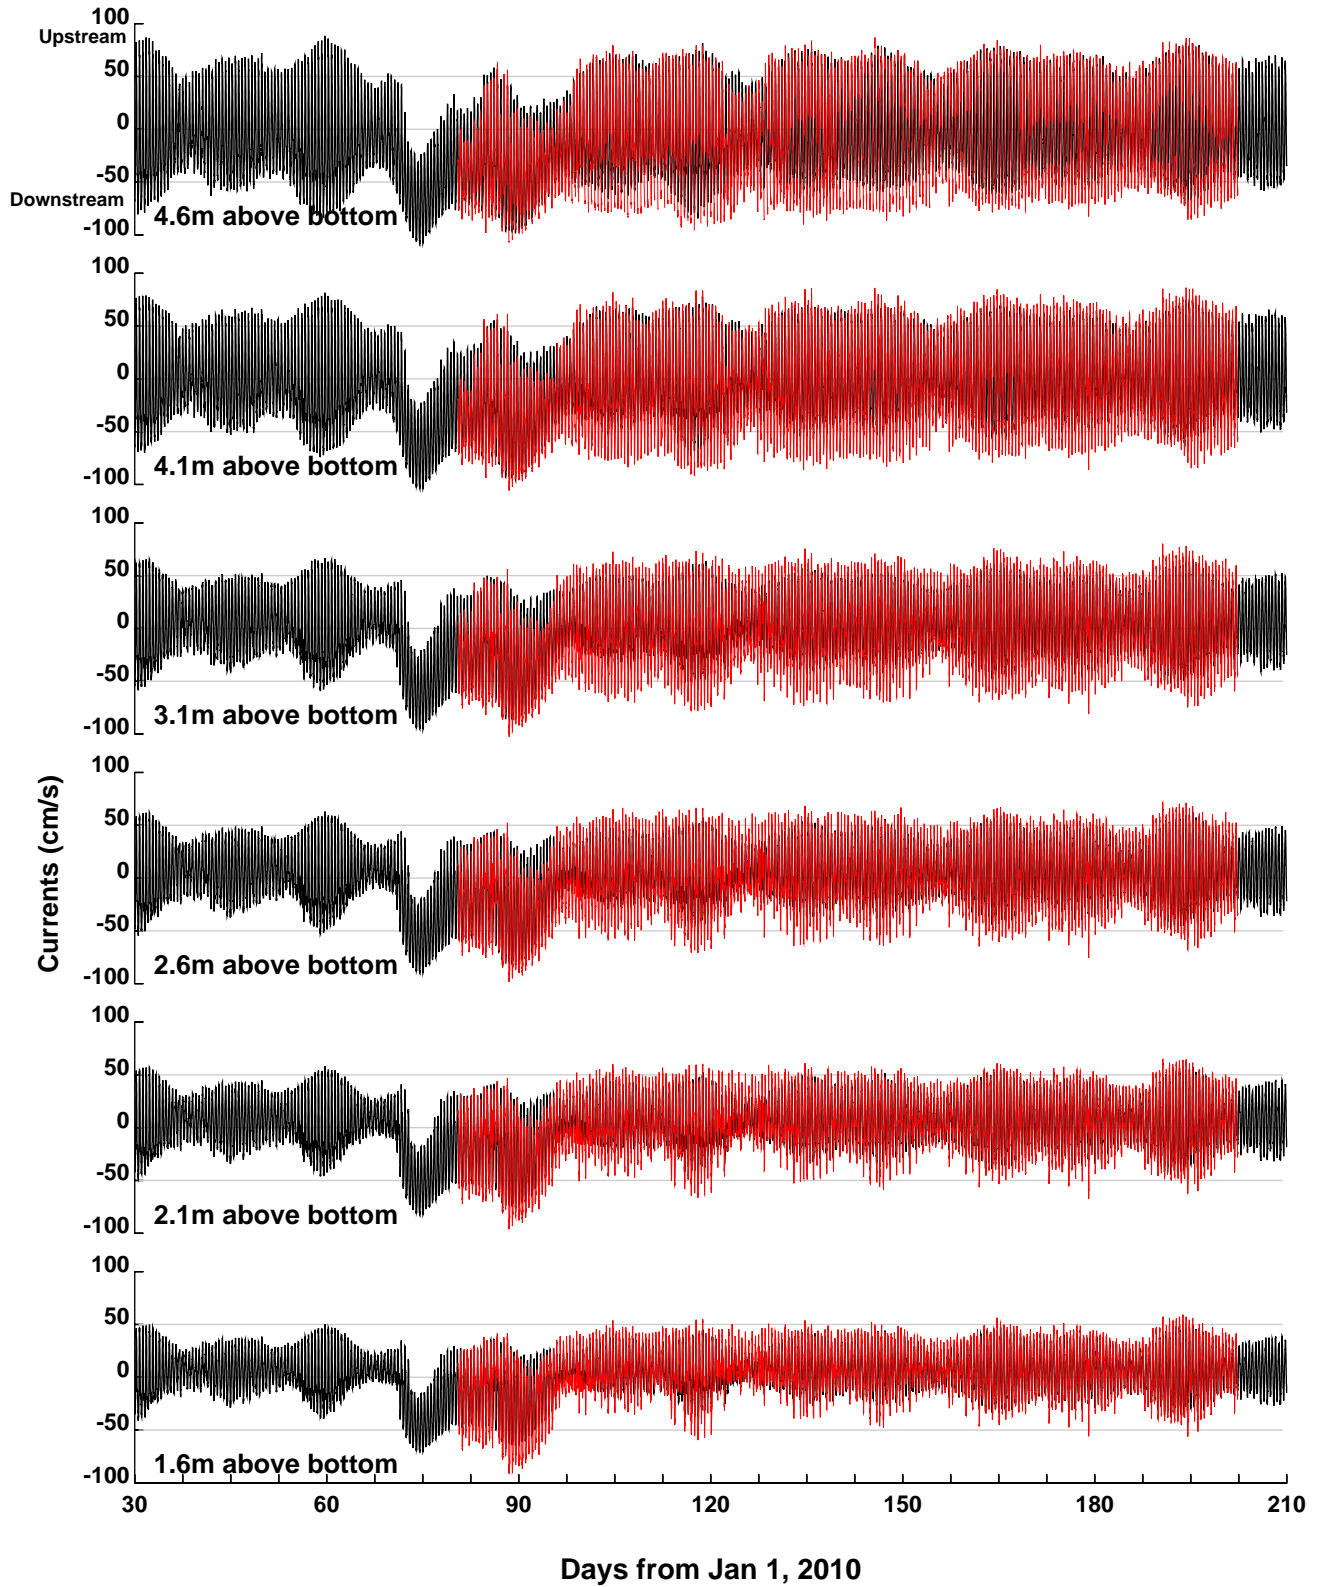 100
Upstream
50
0
-50
Downstream
4.6m above bottom
-100
100
50
0
-50
4.1m above bottom
-100
100
50
0
-50
3.1m above bottom
-100
100
50
0
-50
2.6m above bottom
-100
100
50
0
-50
2.1m above bottom
-100
100
50
0
-50
1.6m above bottom
-100
Currents (cm/s)
30 60 90 120 150 180 210
Days from Jan 1, 2010